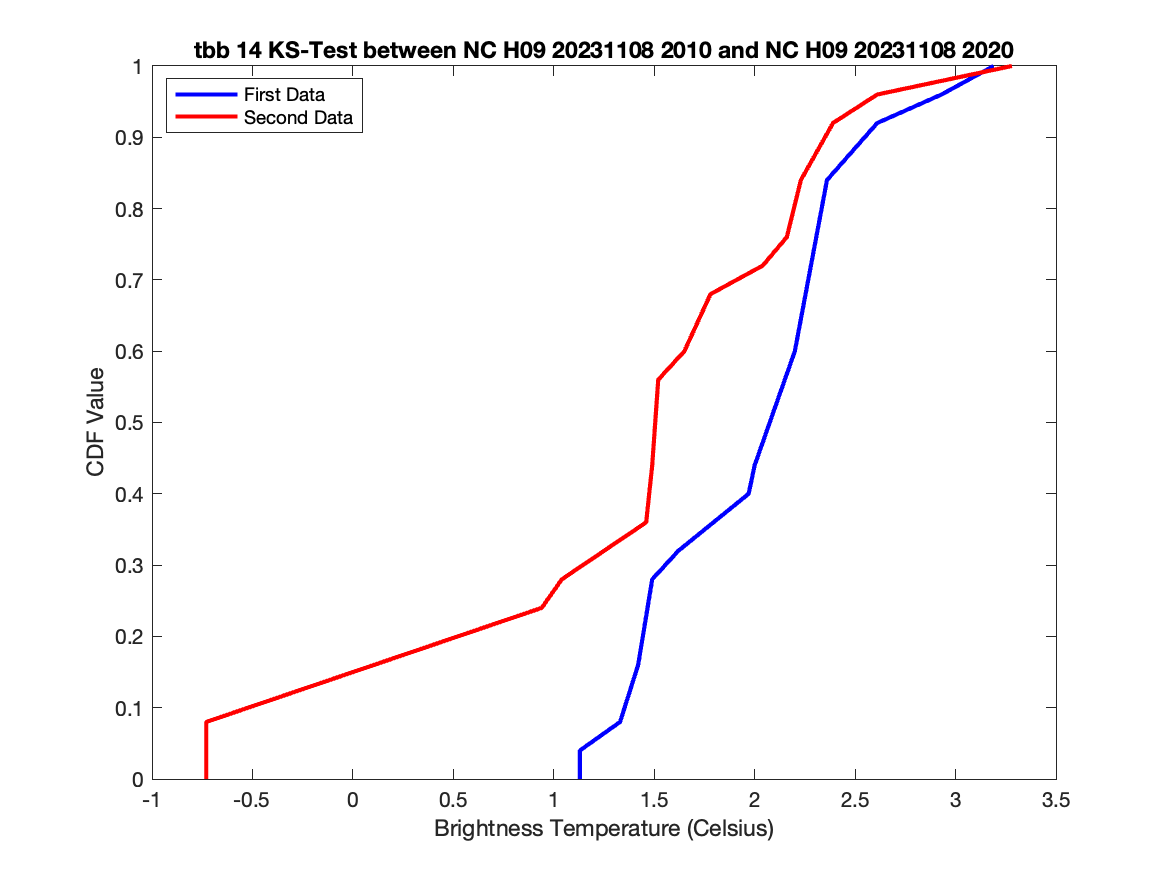 tbb 14 KS-Test between NC H09 20231108 2010 and NC H09 20231108 2020
First Data
Second Data
1
0.9
0.8
0.7
0.6
0.5
0.4
0.3
0.2
0.1
0
CDF Value
-1 -0.5 0 0.5 1 1.5 2 2.5 3 3.5
Brightness Temperature (Celsius)